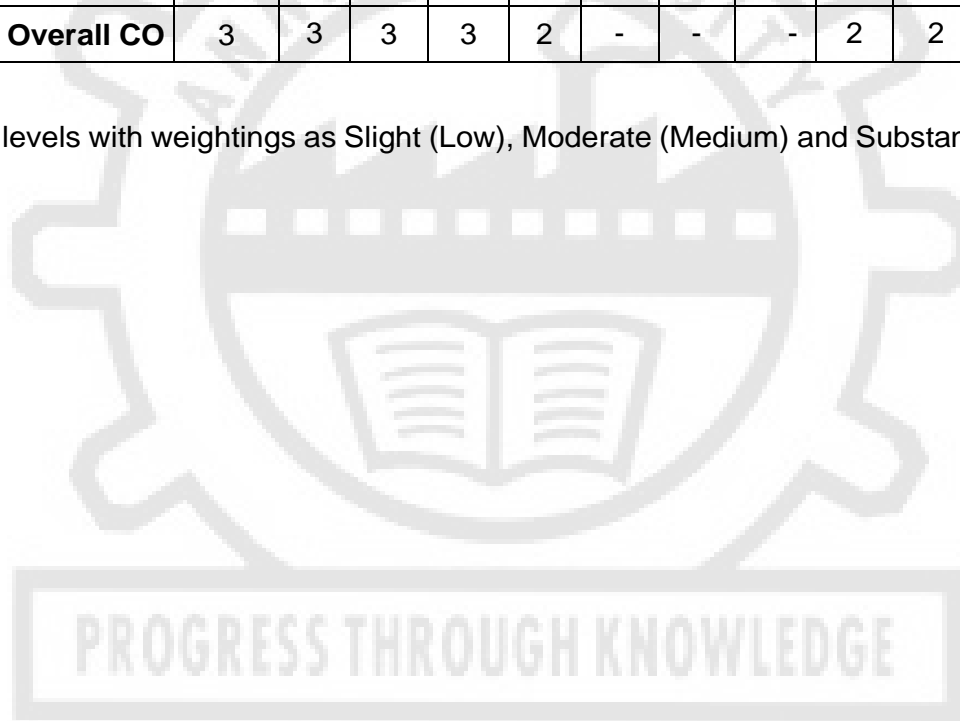 Overall CO 3 3 3 3 2 - - - 2 2
levels with weightings as Slight (Low), Moderate (Medium) and
PROGRESS THROUGH KNOWLEDGE